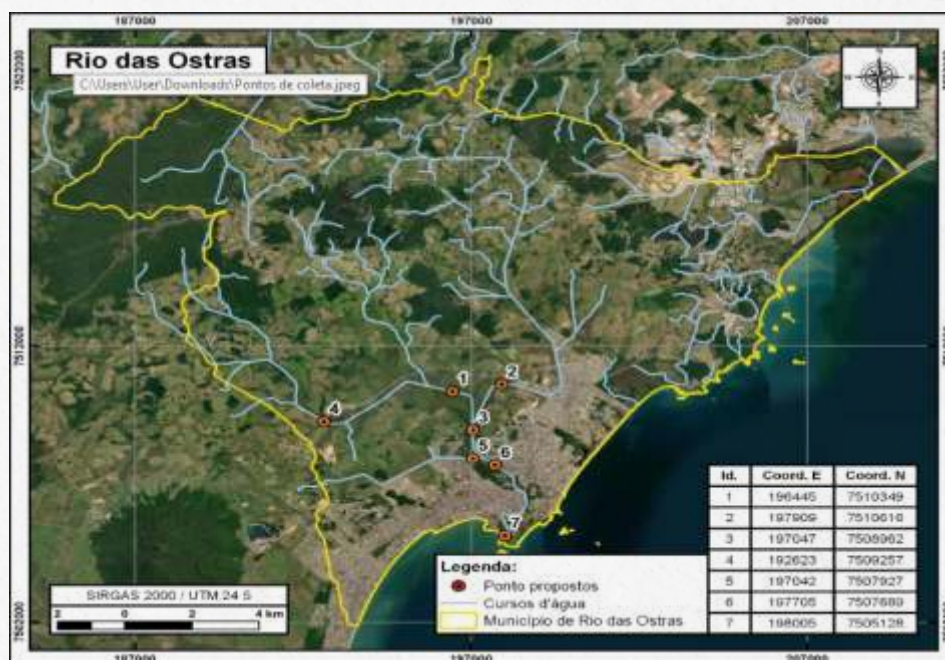 187000 197000 207000
Rio das Ostras
C:\Users\User\Downloads\Pontos de coleta.jpeg
7522000
7512000
7502000
1
2
3
4
5
6
7
Id. Coord. E Coord. N
1 196445 7510349
2 197909 7510616
3 197047 7508962
4 192623 7509257
5 197042 7507927
6 197705 7507689
7 198005 7505128
Legenda:
Ponto propostos
Cursos d'água
Município de Rio das Ostras
SIRGAS 2000 / UTM 24 S
2 0 2 4 km
187000 197000 207000